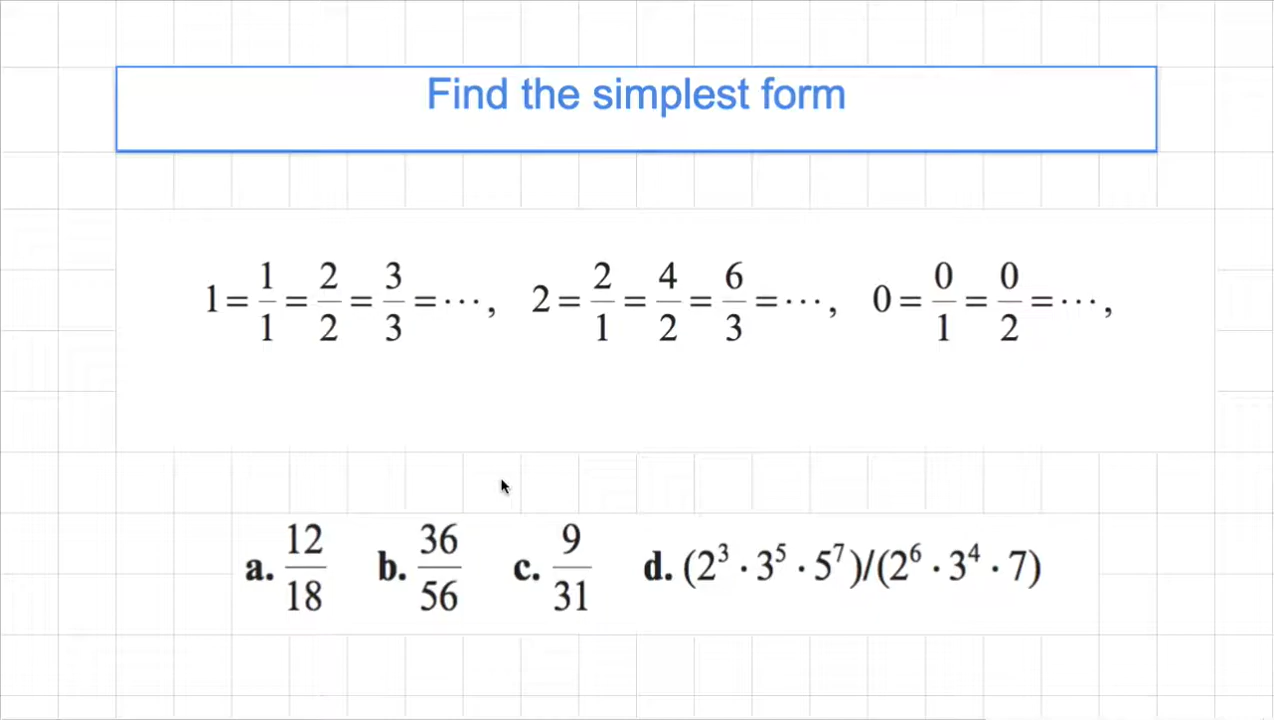 Find the simplest form
1 = 1/1 = 2/2 = 3/3 = ⋯, 2 = 2/1 = 4/2 = 6/3 = ⋯, 0 = 0/1 = 0/2 = ⋯,
a. 12/18 b. 36/56 c. 9/31 d. (2³ · 3⁵ · 5⁷)/(2⁶ · 3⁴ · 7)